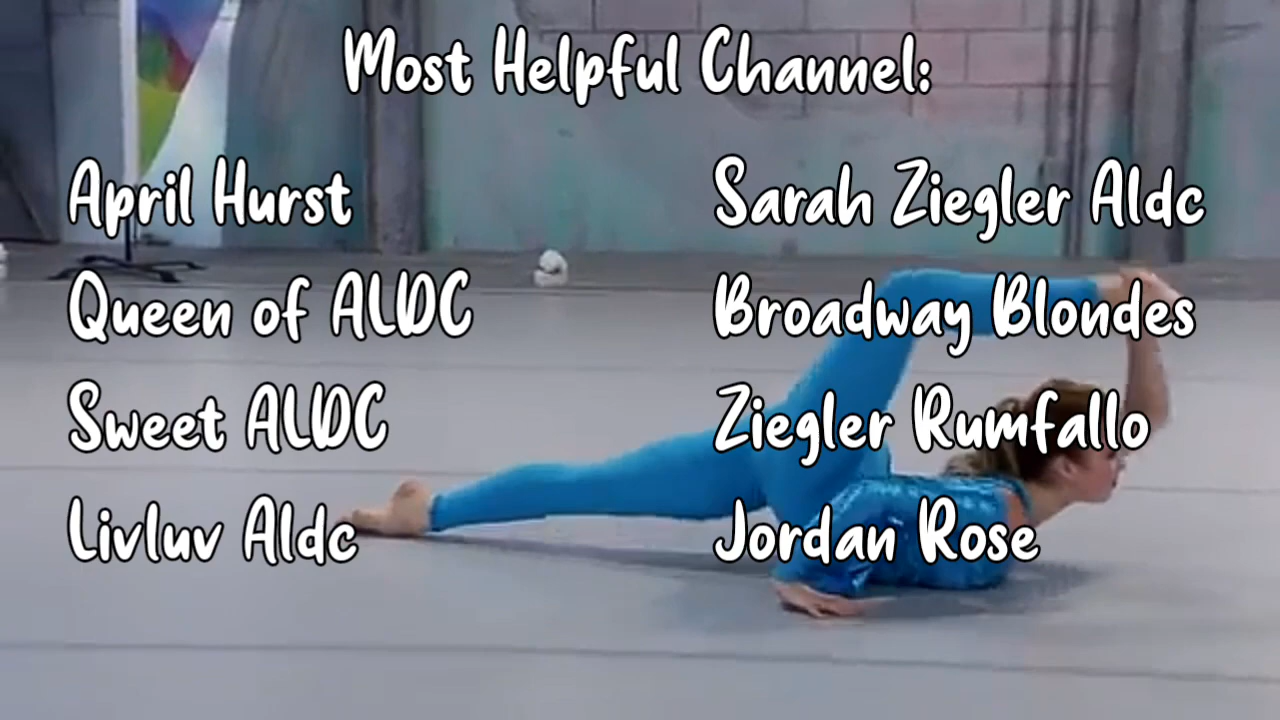 Most Helpful Channel:
April Hurst
Queen of ALDC
Sweet ALDC
Livluv Aldc
Sarah Ziegler Aldc
Broadway Blondes
Ziegler Rumfallo
Jordan Rose